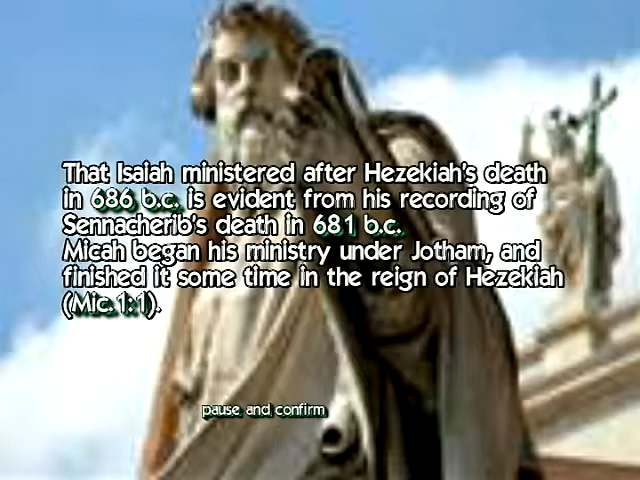 That Isaiah ministered after Hezekiah's death
in 686 b.c. is evident from his recording of
Sennacherib's death in 681 b.c.
Micah began his ministry under Jotham, and
finished it some time in the reign of Hezekiah
(Mic.1:1).
pause and confirm